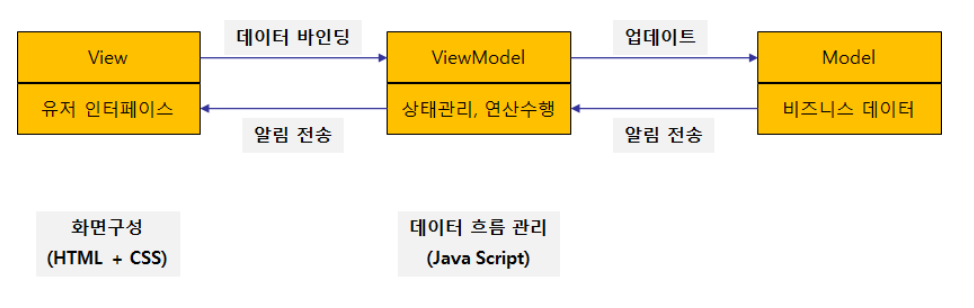 데이터 바인딩
업데이트
View
ViewModel
Model
유저 인터페이스
상태관리, 연산수행
비즈니스 데이터
알림 전송
알림 전송
화면구성
(HTML + CSS)
데이터 흐름 관리
(Java Script)